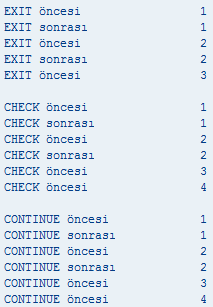 EXIT öncesi 1
EXIT sonrası 1
EXIT öncesi 2
EXIT sonrası 2
EXIT öncesi 3
CHECK öncesi 1
CHECK sonrası 1
CHECK öncesi 2
CHECK sonrası 2
CHECK öncesi 3
CHECK öncesi 4
CONTINUE öncesi 1
CONTINUE sonrası 1
CONTINUE öncesi 2
CONTINUE sonrası 2
CONTINUE öncesi 3
CONTINUE öncesi 4